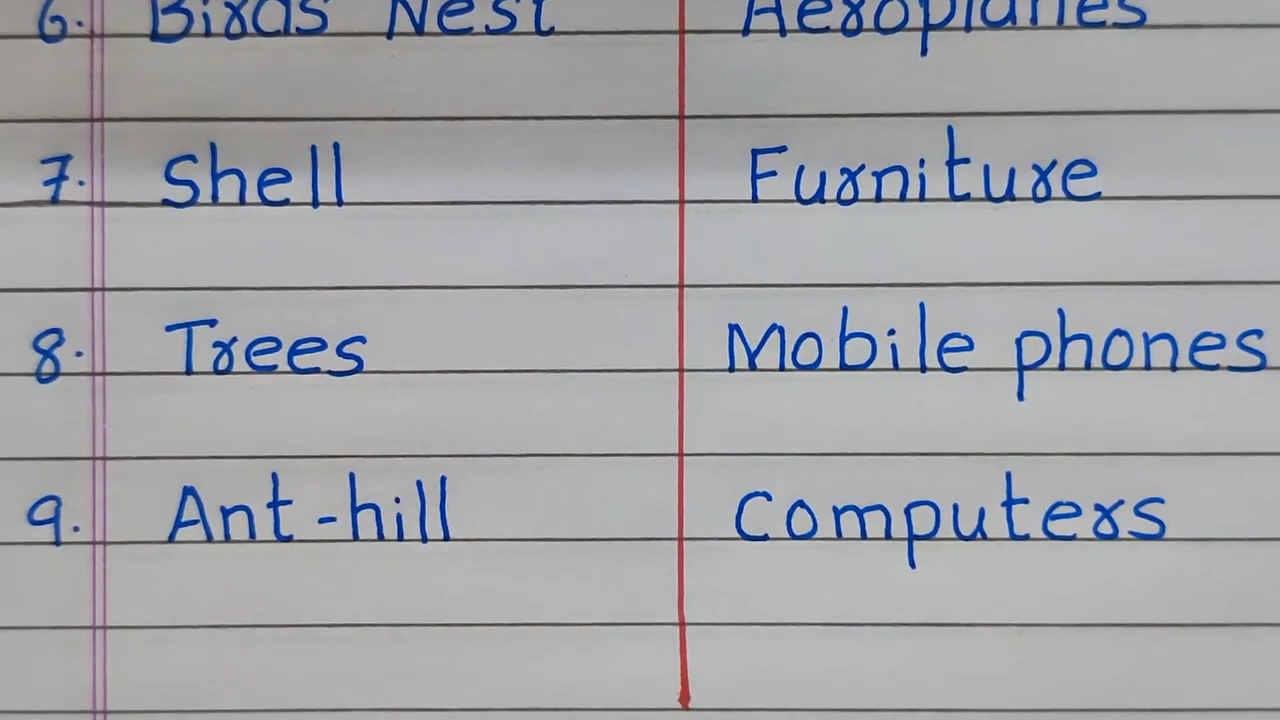 6. Birds Nest Aeroplanes
7. Shell Furniture
8. Trees Mobile phones
9. Ant-hill Computers